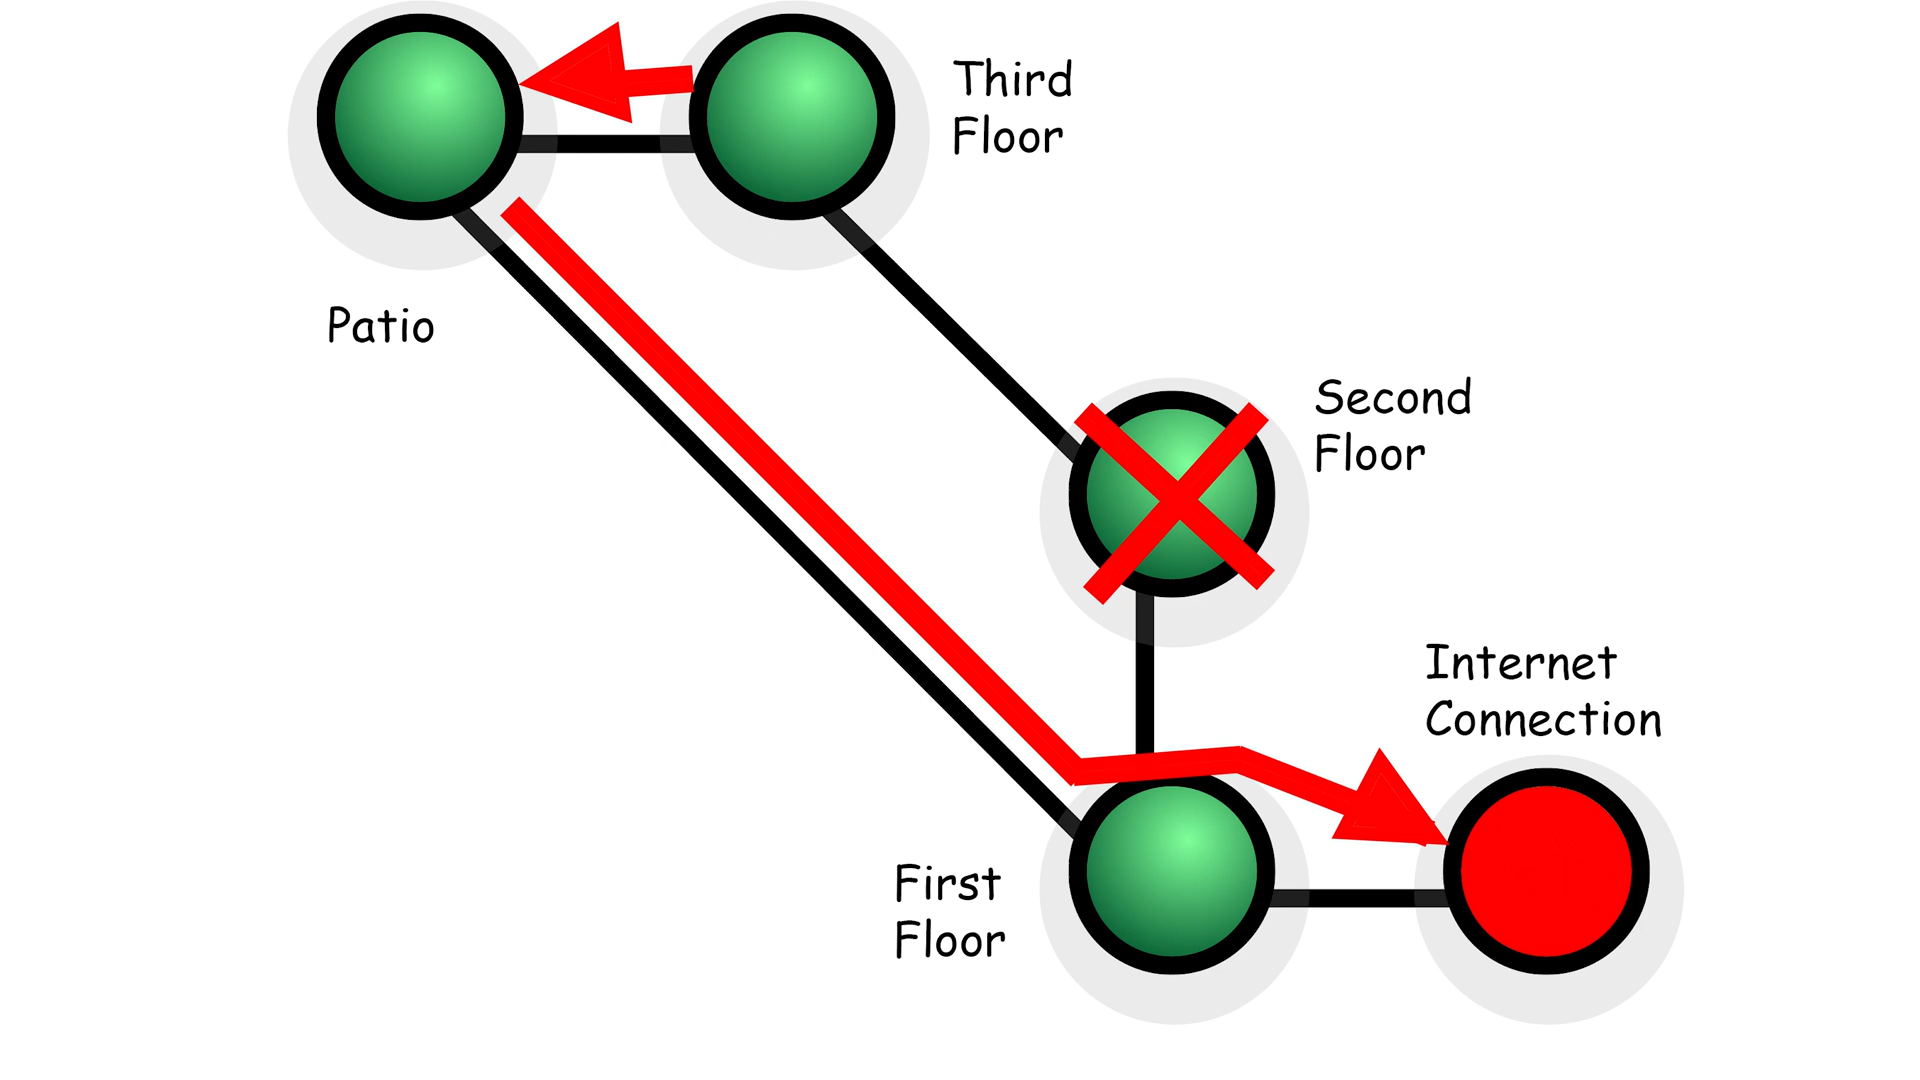 Third
Floor
Patio
Second
Floor
Internet
Connection
First
Floor